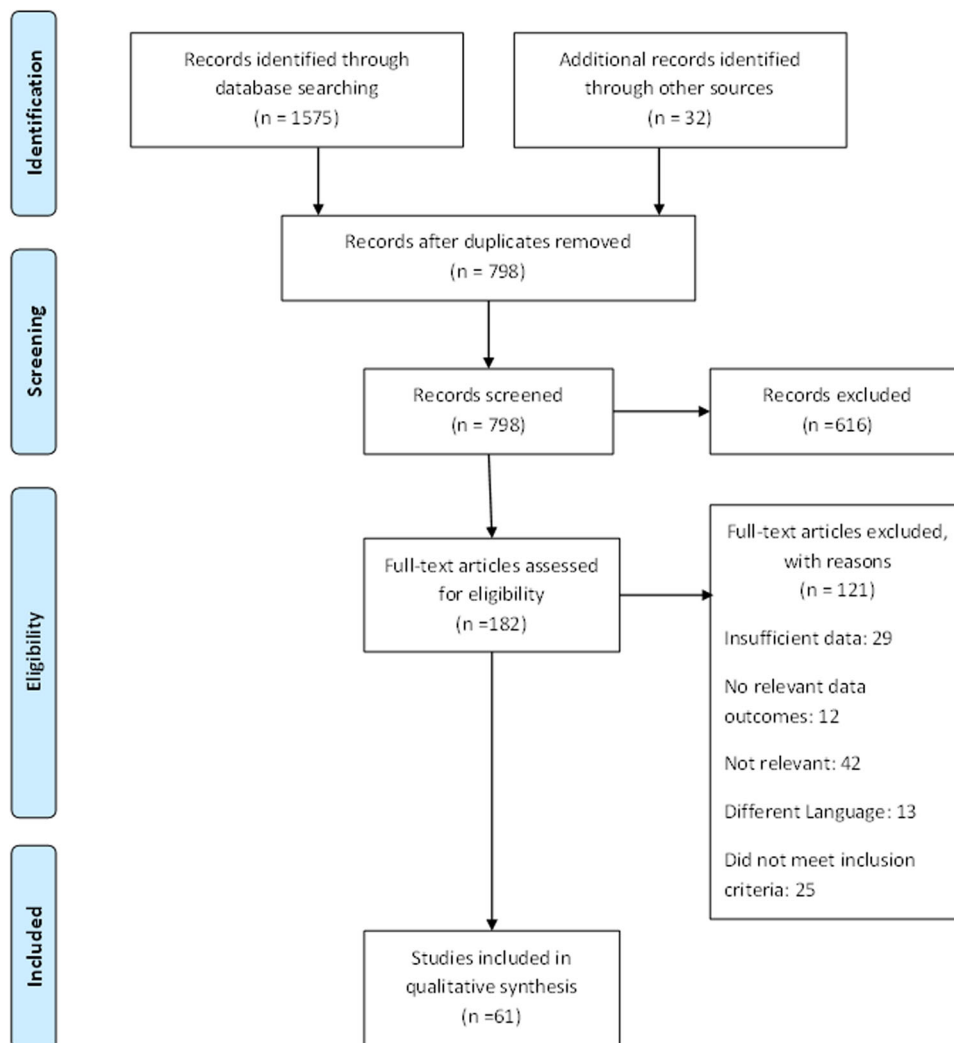 Identification
Records identified through
database searching
(n = 1575)
Additional records identified
through other sources
(n = 32)
Records after duplicates removed
(n = 798)
Screening
Records screened
(n = 798)
Records excluded
(n =616)
Eligibility
Full-text articles assessed
for eligibility
(n =182)
Full-text articles excluded,
with reasons
(n = 121)
Insufficient data: 29
No relevant data
outcomes: 12
Not relevant: 42
Different Language: 13
Did not meet inclusion
criteria: 25
Included
Studies included in
qualitative synthesis
(n =61)